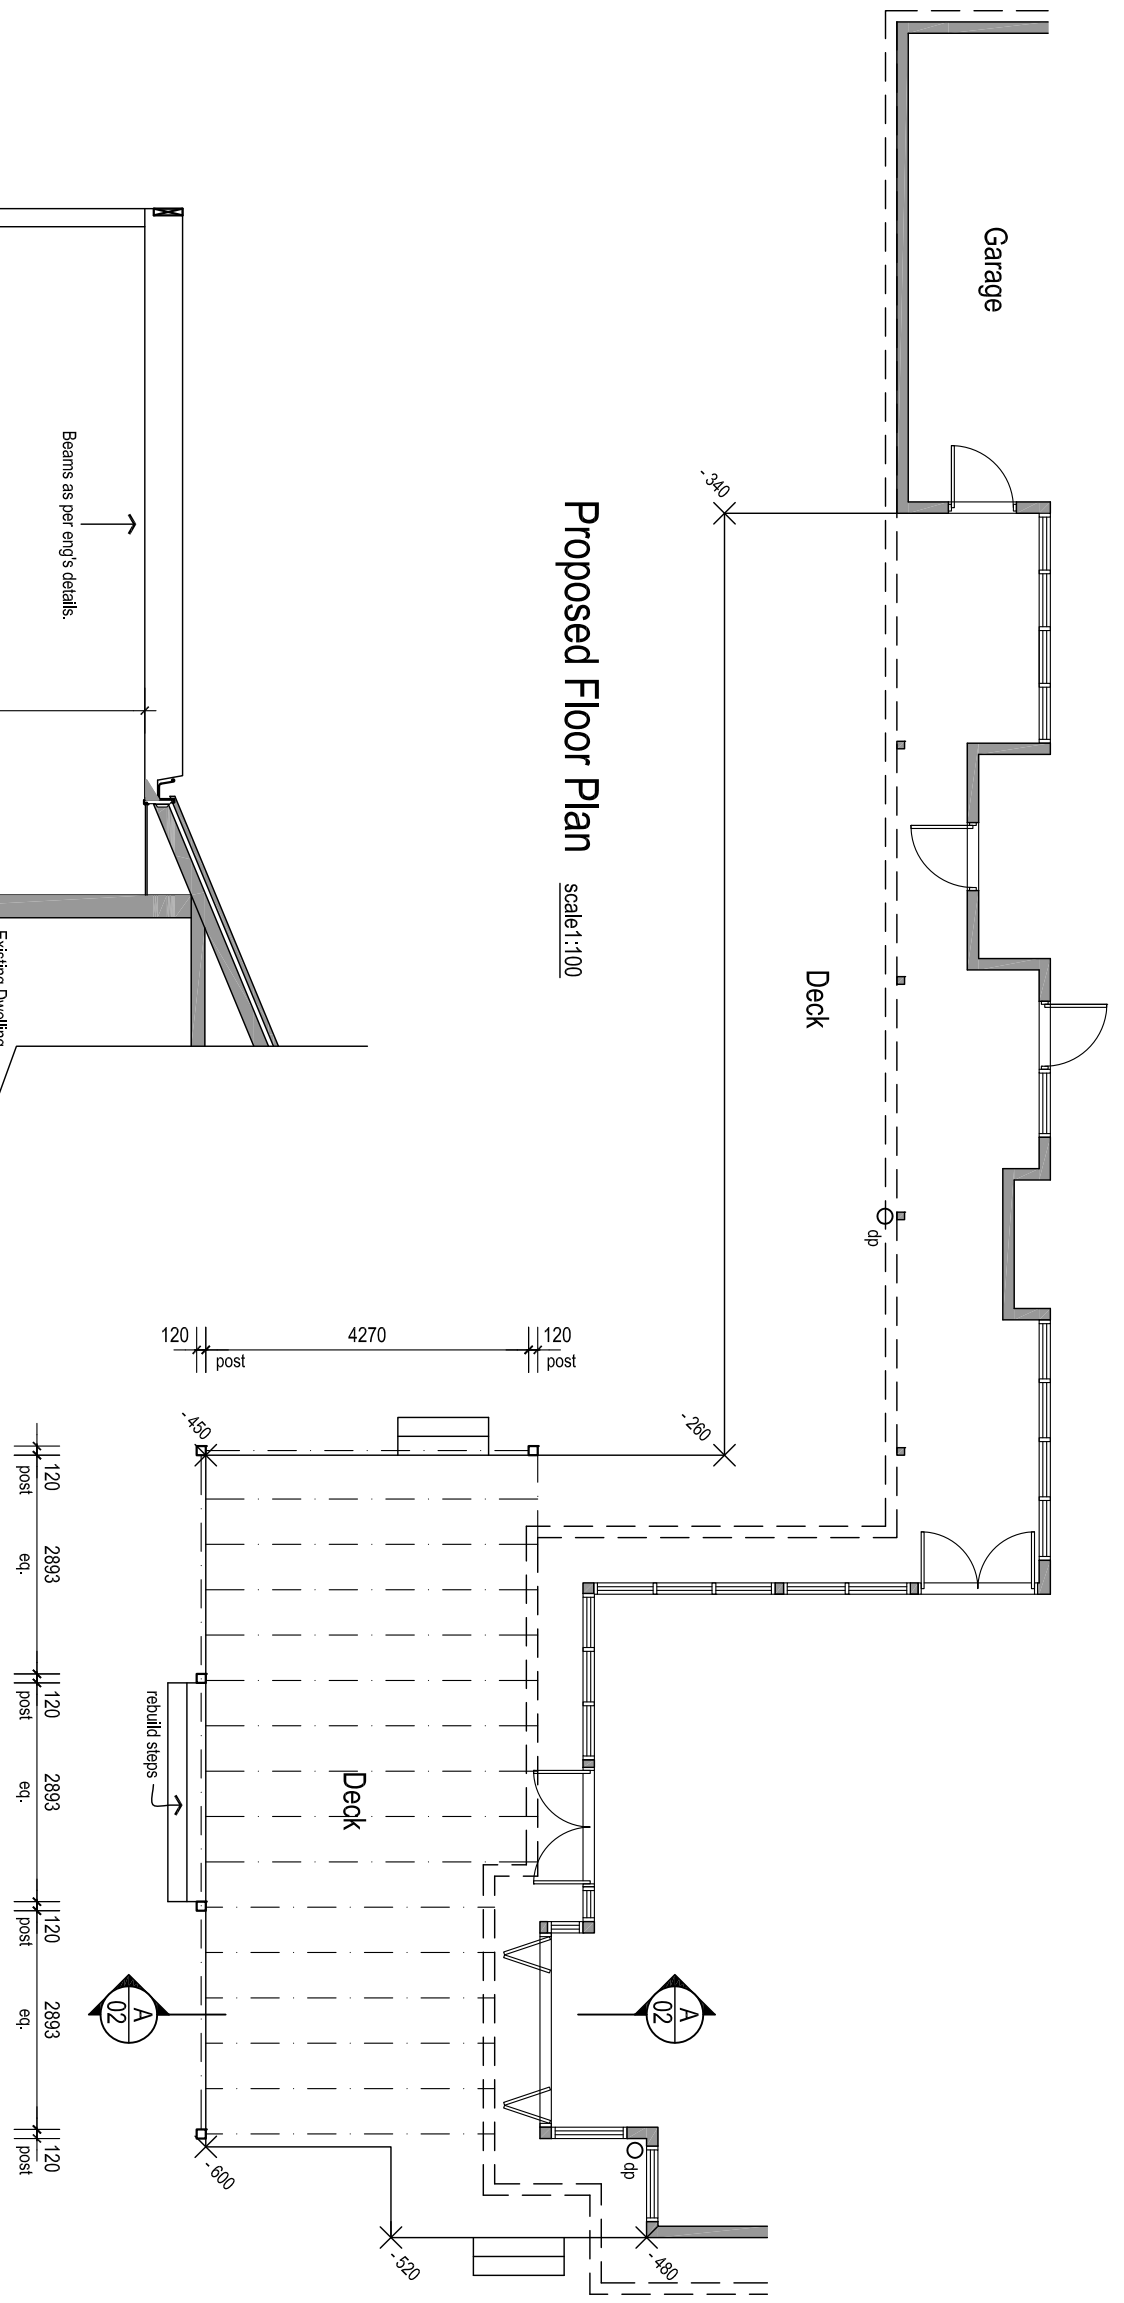 Garage
- 340
Deck
dp
- 260
Proposed Floor Plan
scale1:100
Beams as per eng's details.
Existing Dwelling
120
post
4270
120
post
- 450
Deck
rebuild steps
A
02
A
02
dp
- 600
- 520
- 480
120
post
2893
eq.
120
post
2893
eq.
120
post
2893
eq.
120
post